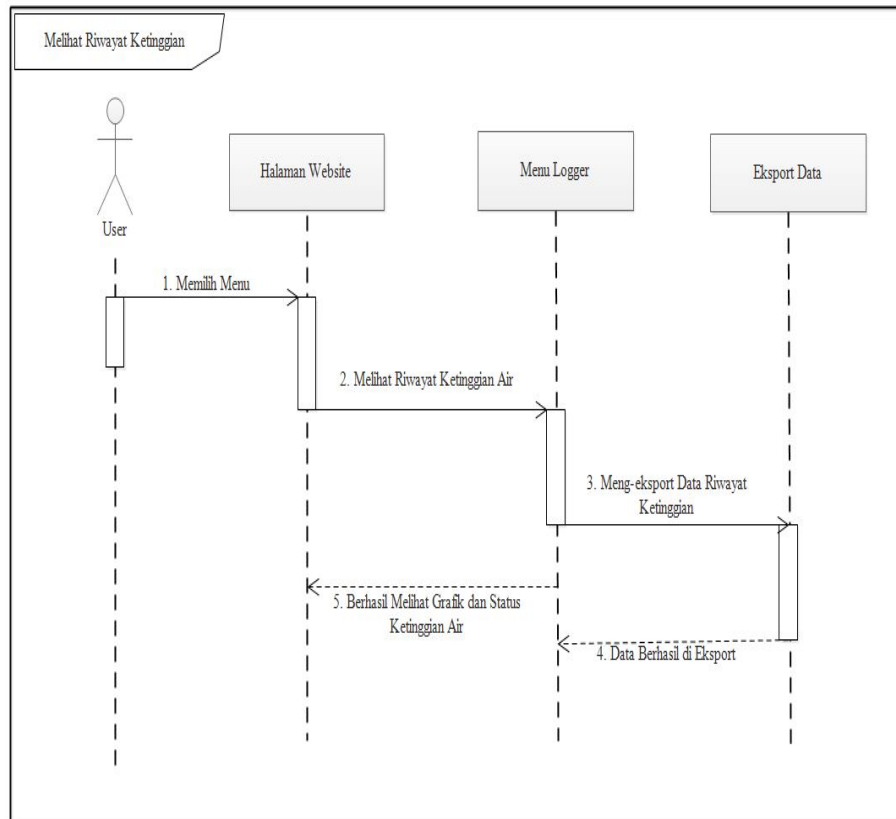 Melihat Riwayat Ketinggian
Halaman Website
Menu Logger
Eksport Data
User
1. Memilih Menu
2. Melihat Riwayat Ketinggian Air
3. Meng-eksport Data Riwayat
Ketinggian
5. Berhasil Melihat Grafik dan Status
Ketinggian Air
4. Data Berhasil di Eksport